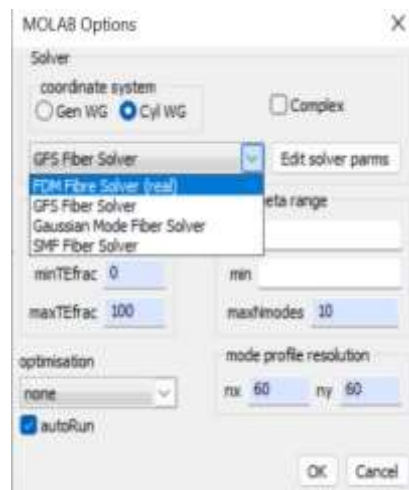 MOLAB Options
Solver
coordinate system
Gen WG Cyl WG
Complex
GFS Fiber Solver
Edit solver parms
FDM Fibre Solver (real)
GFS Fiber Solver
Gaussian Mode Fiber Solver
SMF Fiber Solver
eta range
minTEfrac 0
min
maxTEfrac 100
maxNmodes 10
optimisation
mode profile resolution
none
nx 60 ny 60
autoRun
OK Cancel